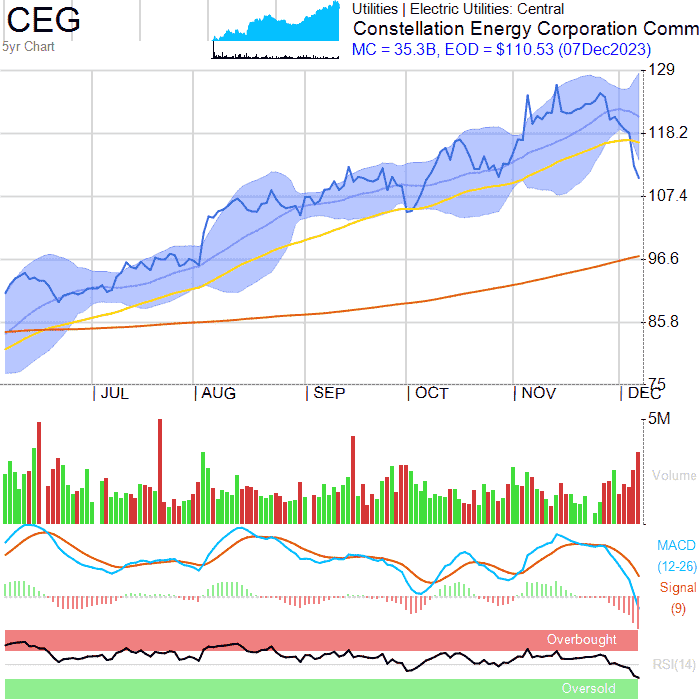 CEG
5yr Chart
Utilities | Electric Utilities: Central
Constellation Energy Corporation Comm
MC = 35.3B, EOD = $110.53 (07Dec2023)
129
118.2
107.4
96.6
85.8
75
JUL AUG SEP OCT NOV DEC
5M
Volume
MACD
(12-26)
Signal
(9)
Overbought
RSI(14)
Oversold